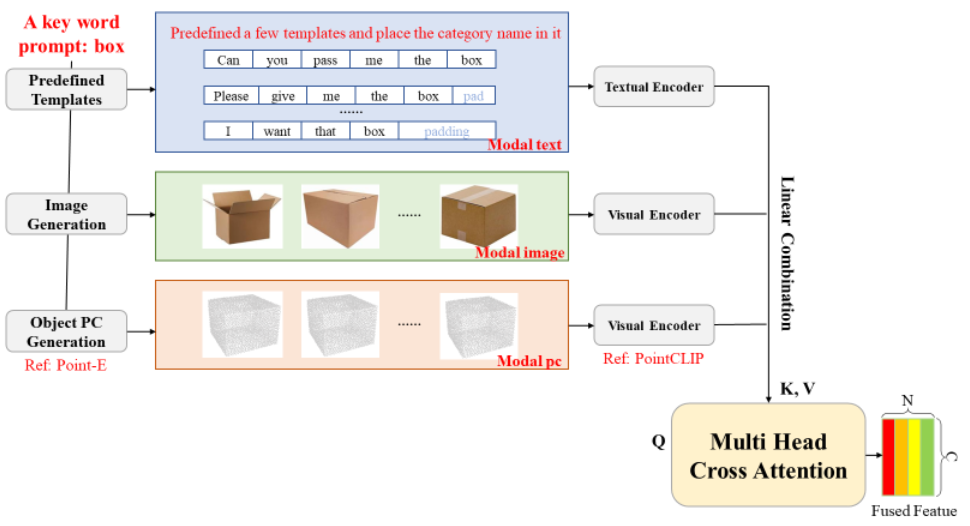 A key word
prompt: box
Predefined
Templates
Predefined a few templates and place the category name in it
Can you pass me the box
Please give me the box pad
......
I want that box padding
Modal text
Textual Encoder
Image
Generation
......
Modal image
Visual Encoder
Linear Combination
Object PC
Generation
Ref: Point-E
......
Modal pc
Visual Encoder
Ref: PointCLIP
K, V
Q
Multi Head
Cross Attention
N
C
Fused Featue